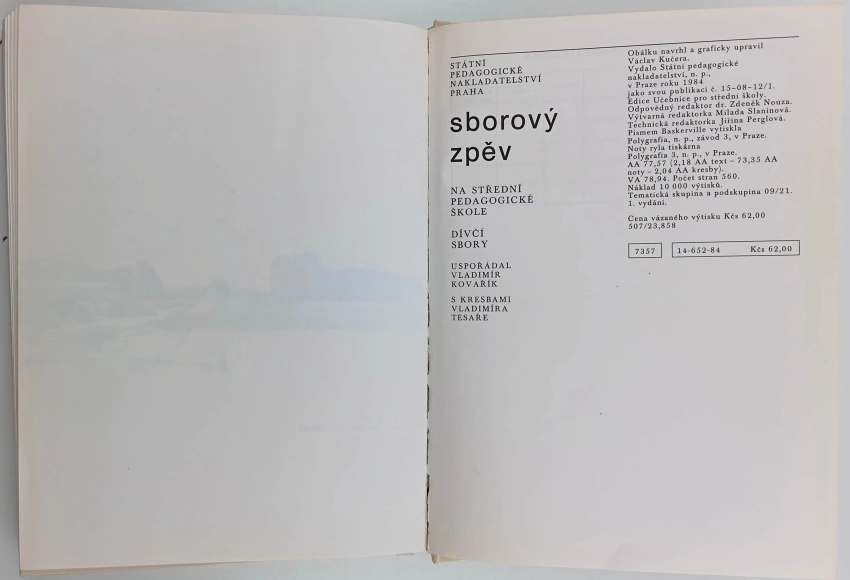 STÁTNÍ
PEDAGOGICKÉ
NAKLADATELSTVÍ
PRAHA
sborový
zpěv
NA STŘEDNÍ
PEDAGOGICKÉ
ŠKOLE
DÍVČÍ
SBORY
USPOŘÁDAL
VLADIMÍR
KOVAŘÍK
S KRESBAMI
VLADIMÍRA
TESAŘE
Obálku navrhl a graficky upravil
Václav Kučera.
Vydalo Státní pedagogické
nakladatelství, n. p.,
v Praze roku 1984
jako svou publikaci č. 15-08-12/1.
Edice Učebnice pro střední školy.
Odpovědný redaktor dr. Zdeněk Nouza.
Výtvarná redaktorka Milada Slaninová.
Technická redaktorka Jiřina Perglová.
Písmem Baskerville vytiskla
Polygrafia, n. p., závod 3, v Praze.
Noty ryla tiskárna
Polygrafia 3, n. p., v Praze.
AA 77,57 (2,18 AA text - 73,35 AA
noty - 2,04 AA kresby).
VA 78,94. Počet stran 560.
Náklad 10 000 výtisků.
Tematická skupina a podskupina 09/21.
1. vydání.
Cena vázaného výtisku Kčs 62,00
507/23,858
7357 14-652-84 Kčs 62,00